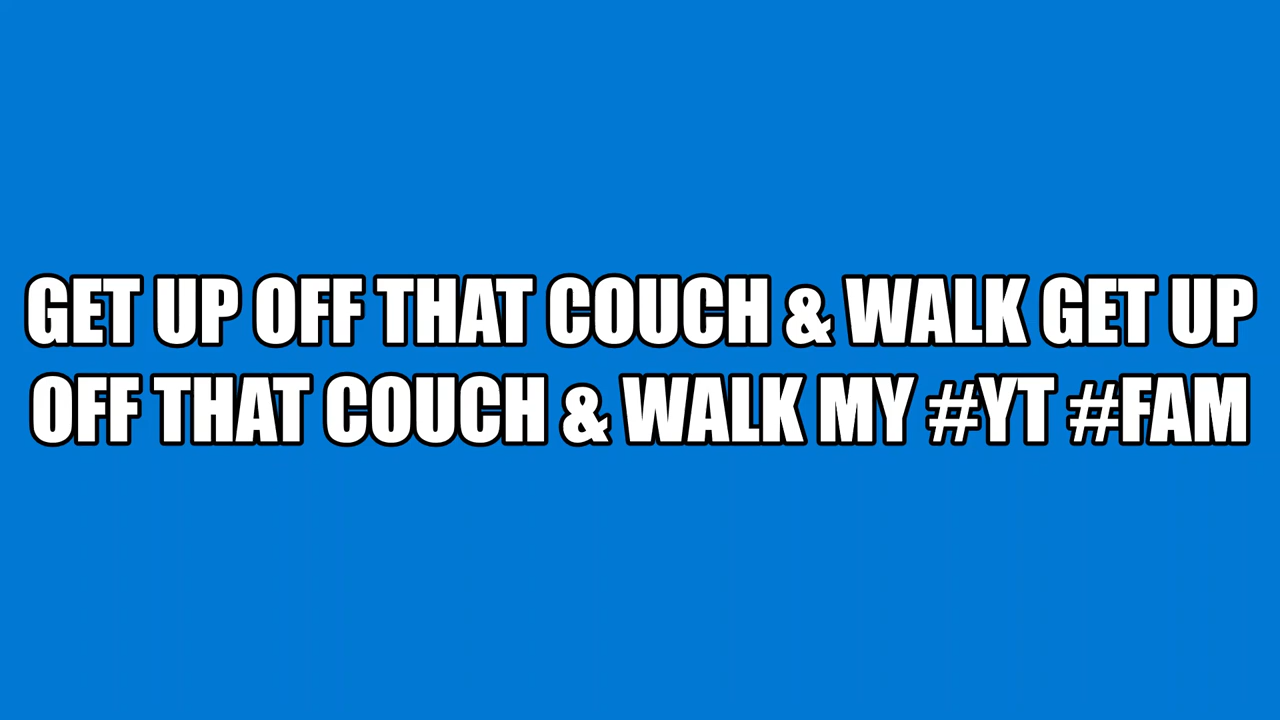 GET UP OFF THAT COUCH & WALK GET UP
OFF THAT COUCH & WALK MY #YT #FAM